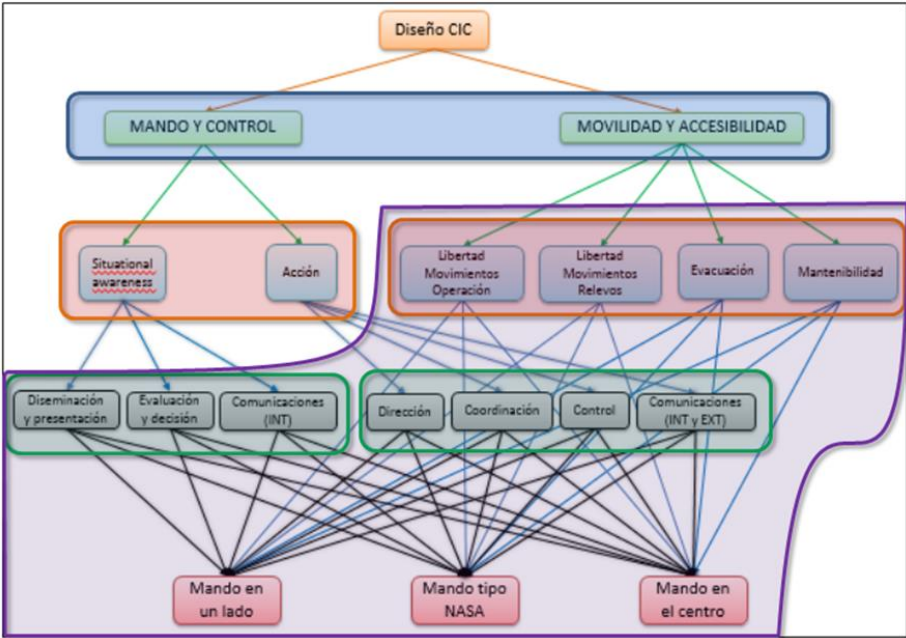 Diseño CIC
MANDO Y CONTROL
MOVILIDAD Y ACCESIBILIDAD
Situational
awareness
Acción
Libertad
Movimientos
Operación
Libertad
Movimientos
Relevos
Evacuación
Mantenibilidad
Diseminación
y presentación
Evaluación
y decisión
Comunicaciones
(INT)
Dirección
Coordinación
Control
Comunicaciones
(INT y EXT)
Mando en
un lado
Mando tipo
NASA
Mando en
el centro